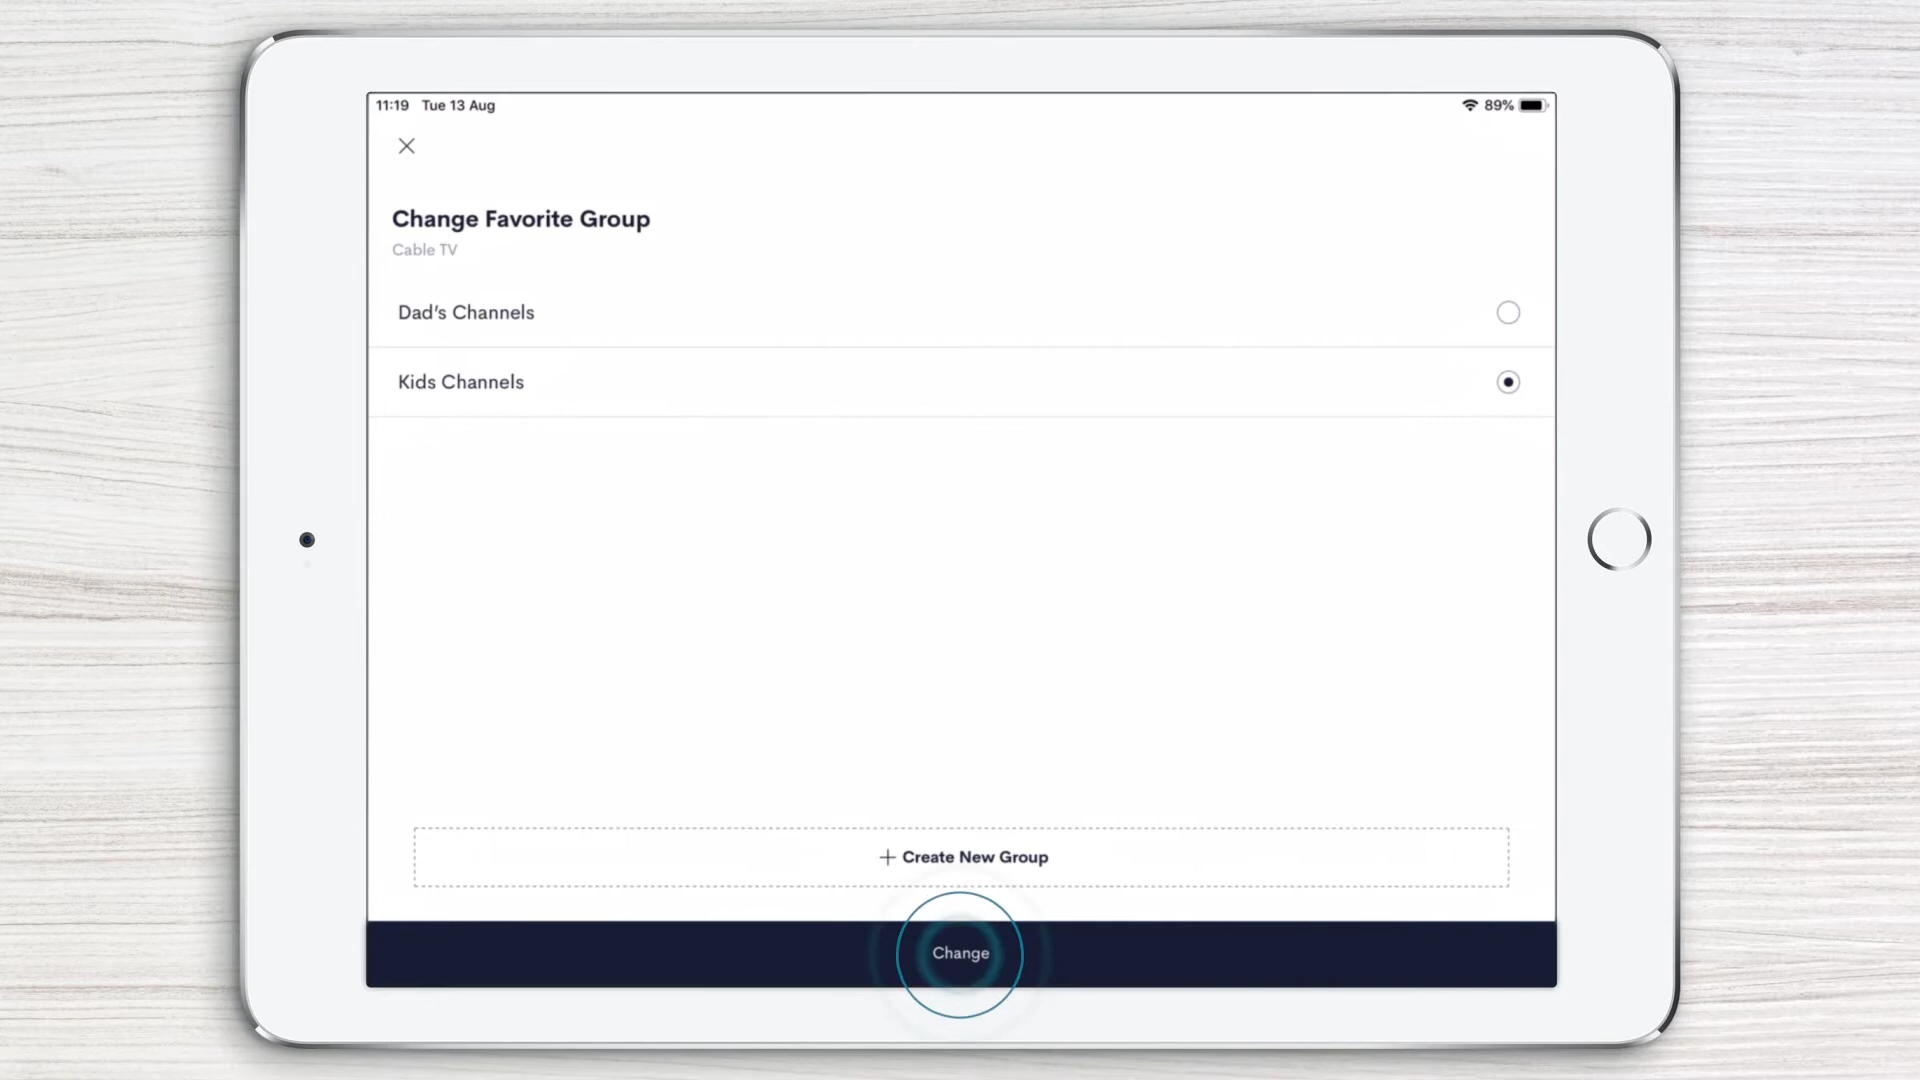 11:19 Tue 13 Aug 89%
Change Favorite Group
Cable TV
Dad's Channels
Kids Channels
+ Create New Group
Change